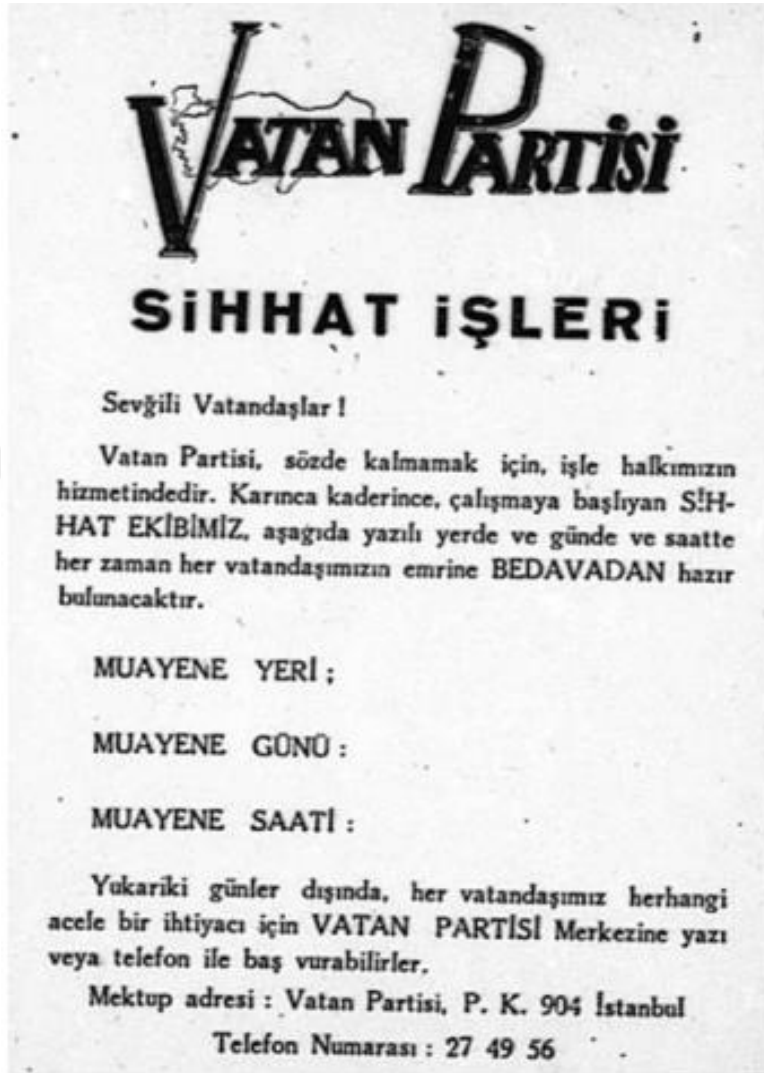 VATAN PARTİSİ
SiHHAT iŞLERi
Sevğili Vatandaşlar !
Vatan Partisi, sözde kalmamak için, işle halkımızın
hizmetindedir. Karınca kaderince, çalışmaya başlıyan SİH-
HAT EKİBİMİZ, aşağıda yazılı yerde ve günde ve saatte
her zaman her vatandaşımızın emrine BEDAVADAN hazır
bulunacaktır.
MUAYENE YERİ ;
MUAYENE GÜNÜ :
MUAYENE SAATİ :
Yukariki günler dışında, her vatandaşımız herhangi
acele bir ihtiyacı için VATAN PARTİSİ Merkezine yazı
veya telefon ile baş vurabilirler.
Mektup adresi : Vatan Partisi, P. K. 904 İstanbul
Telefon Numarası : 27 49 56